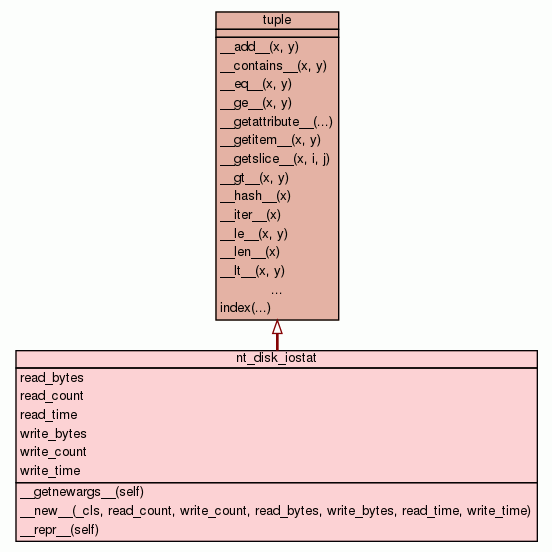 tuple
__add__(x, y)
__contains__(x, y)
__eq__(x, y)
__ge__(x, y)
__getattribute__(...)
__getitem__(x, y)
__getslice__(x, i, j)
__gt__(x, y)
__hash__(x)
__iter__(x)
__le__(x, y)
__len__(x)
__lt__(x, y)
...
index(...)
nt_disk_iostat
read_bytes
read_count
read_time
write_bytes
write_count
write_time
__getnewargs__(self)
__new__(_cls, read_count, write_count, read_bytes, write_bytes, read_time, write_time)
__repr__(self)